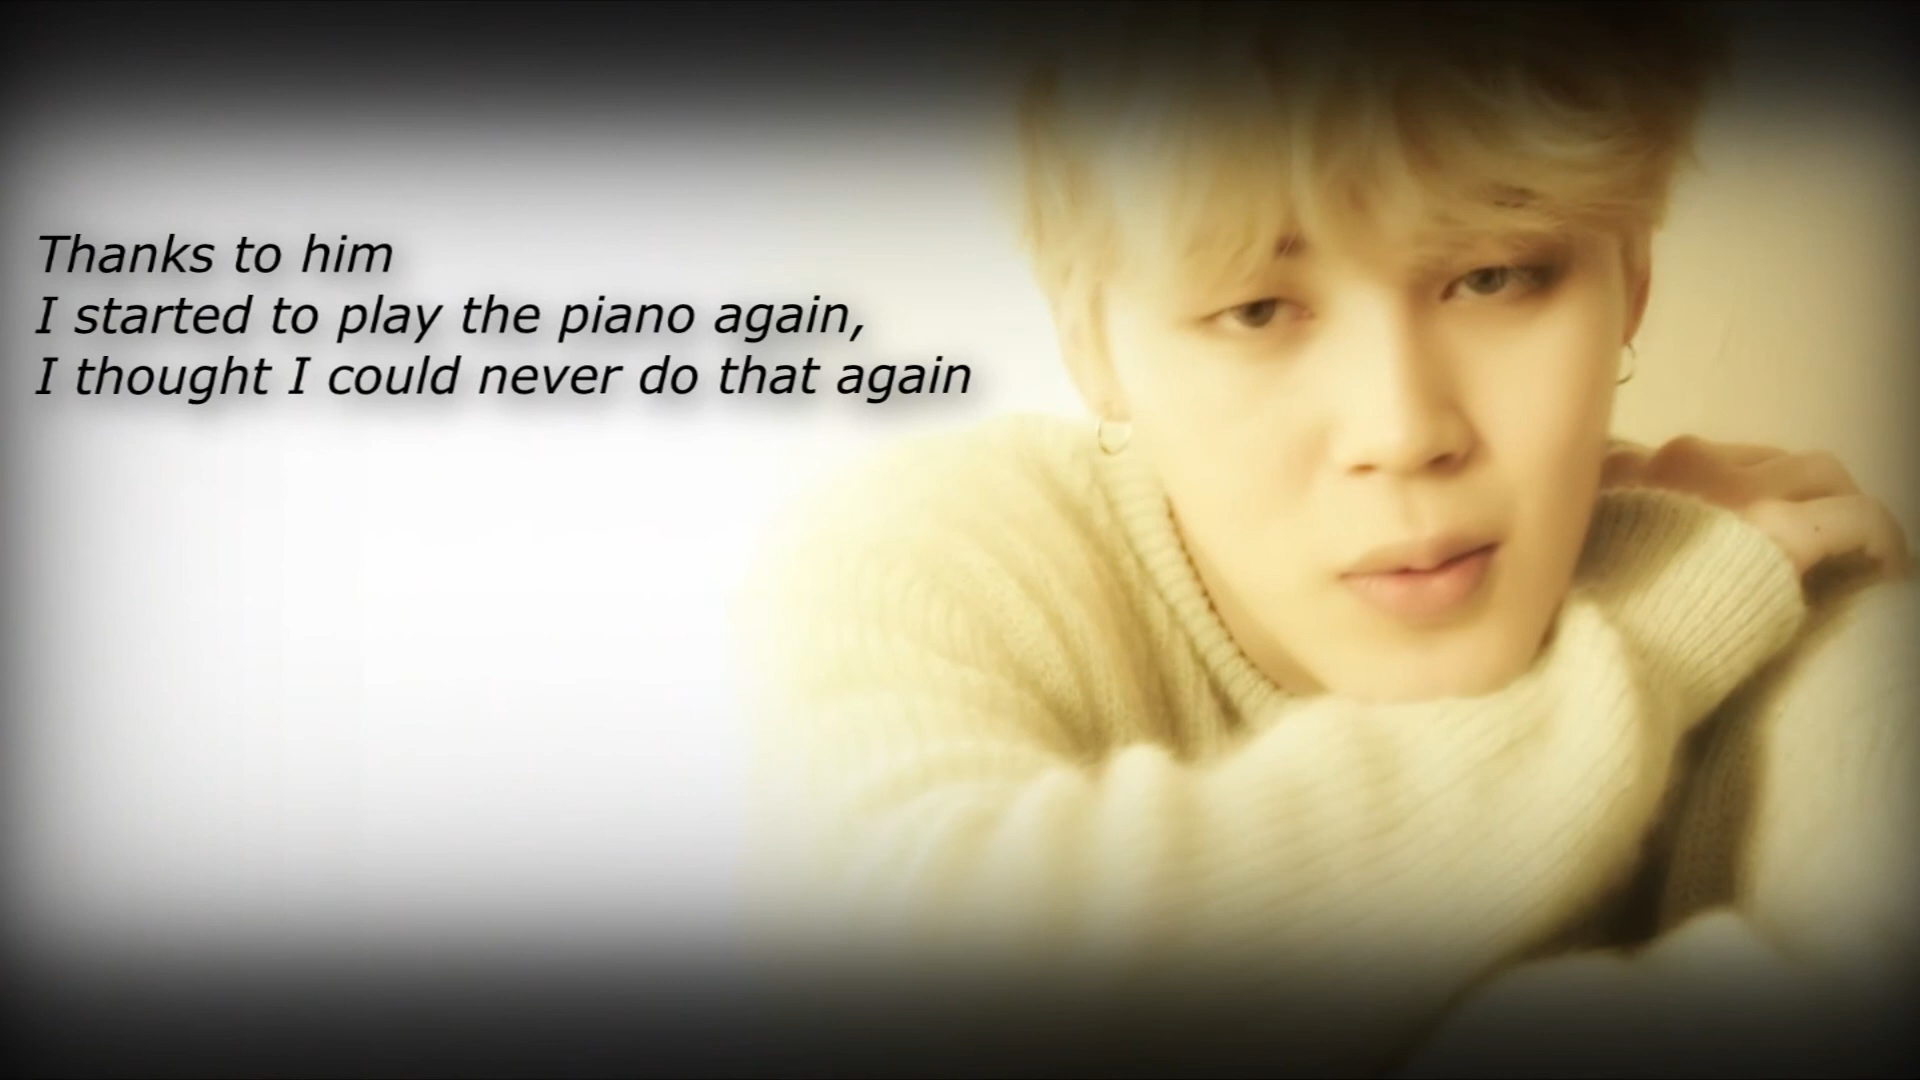 Thanks to him
I started to play the piano again,
I thought I could never do that again